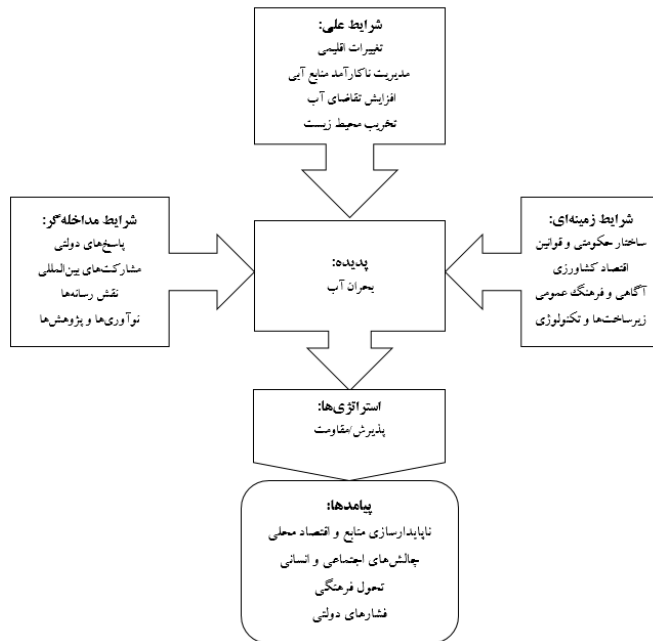 شرایط علی:
تغییرات اقلیمی
مدیریت ناکارآمد منابع آبی
افزایش تقاضای آب
تخریب محیط زیست
شرایط زمینه‌ای:
ساختار حکومتی و قوانین
اقتصاد کشاورزی
آگاهی و فرهنگ عمومی
زیرساخت‌ها و تکنولوژی
پدیده:
بحران آب
شرایط مداخله‌گر:
پاسخ‌های دولتی
مشارکت‌های بین‌المللی
نقش رسانه‌ها
نوآوری‌ها و پژوهش‌ها
استراتژی‌ها:
پذیرش/مقاومت
پیامدها:
ناپایدارسازی منابع و اقتصاد محلی
چالش‌های اجتماعی و انسانی
تحول فرهنگی
فشارهای دولتی